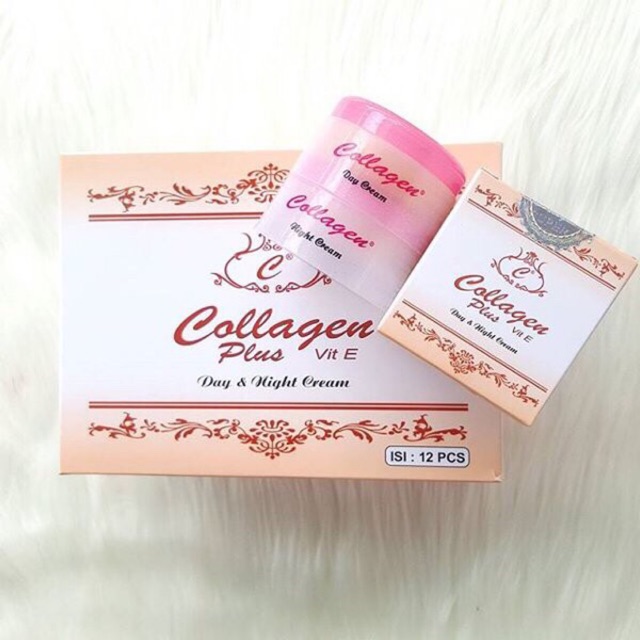 Collagen®
Day Cream
Collagen®
Night Cream
C
Collagen
Plus Vit E
Day & Night Cream
ISI : 12 PCS
C
Collagen
Plus Vit E
Day & Night Cream